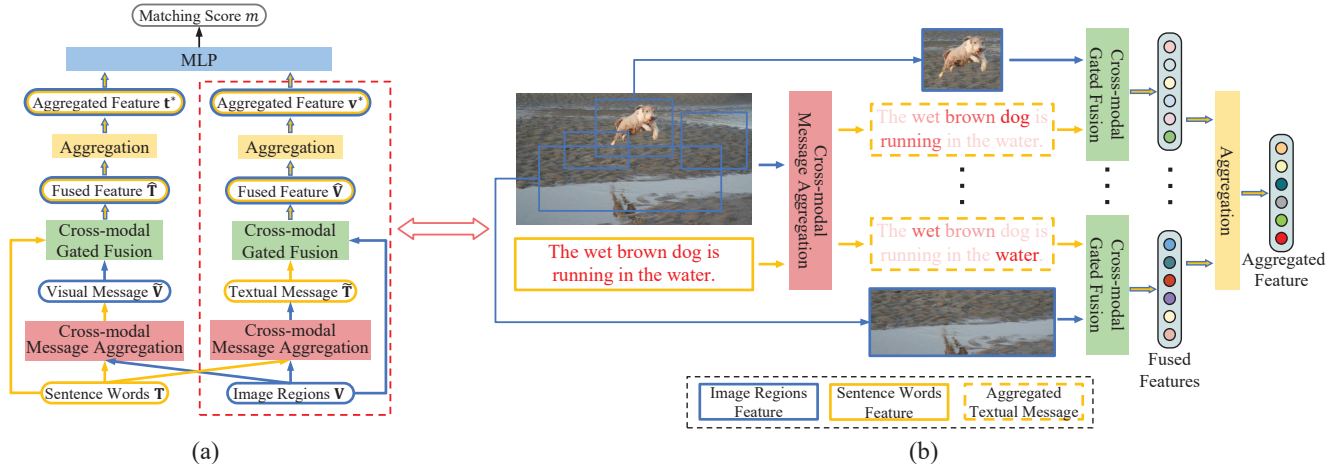 Matching Score m
MLP
Aggregated Feature t*
Aggregated Feature v*
Aggregation
Aggregation
Fused Feature T̂
Fused Feature V̂
Cross-modal
Gated Fusion
Cross-modal
Gated Fusion
Visual Message Ṽ
Textual Message T̃
Cross-modal
Message Aggregation
Cross-modal
Message Aggregation
Sentence Words T
Image Regions V
(a)
The wet brown dog is
running in the water.
Cross-modal
Message Aggregation
The wet brown dog is
running in the water.
The wet brown dog is
running in the water.
Cross-modal
Gated Fusion
Cross-modal
Gated Fusion
Fused
Features
Aggregation
Aggregated
Feature
Image Regions
Feature
Sentence Words
Feature
Aggregated
Textual Message
(b)